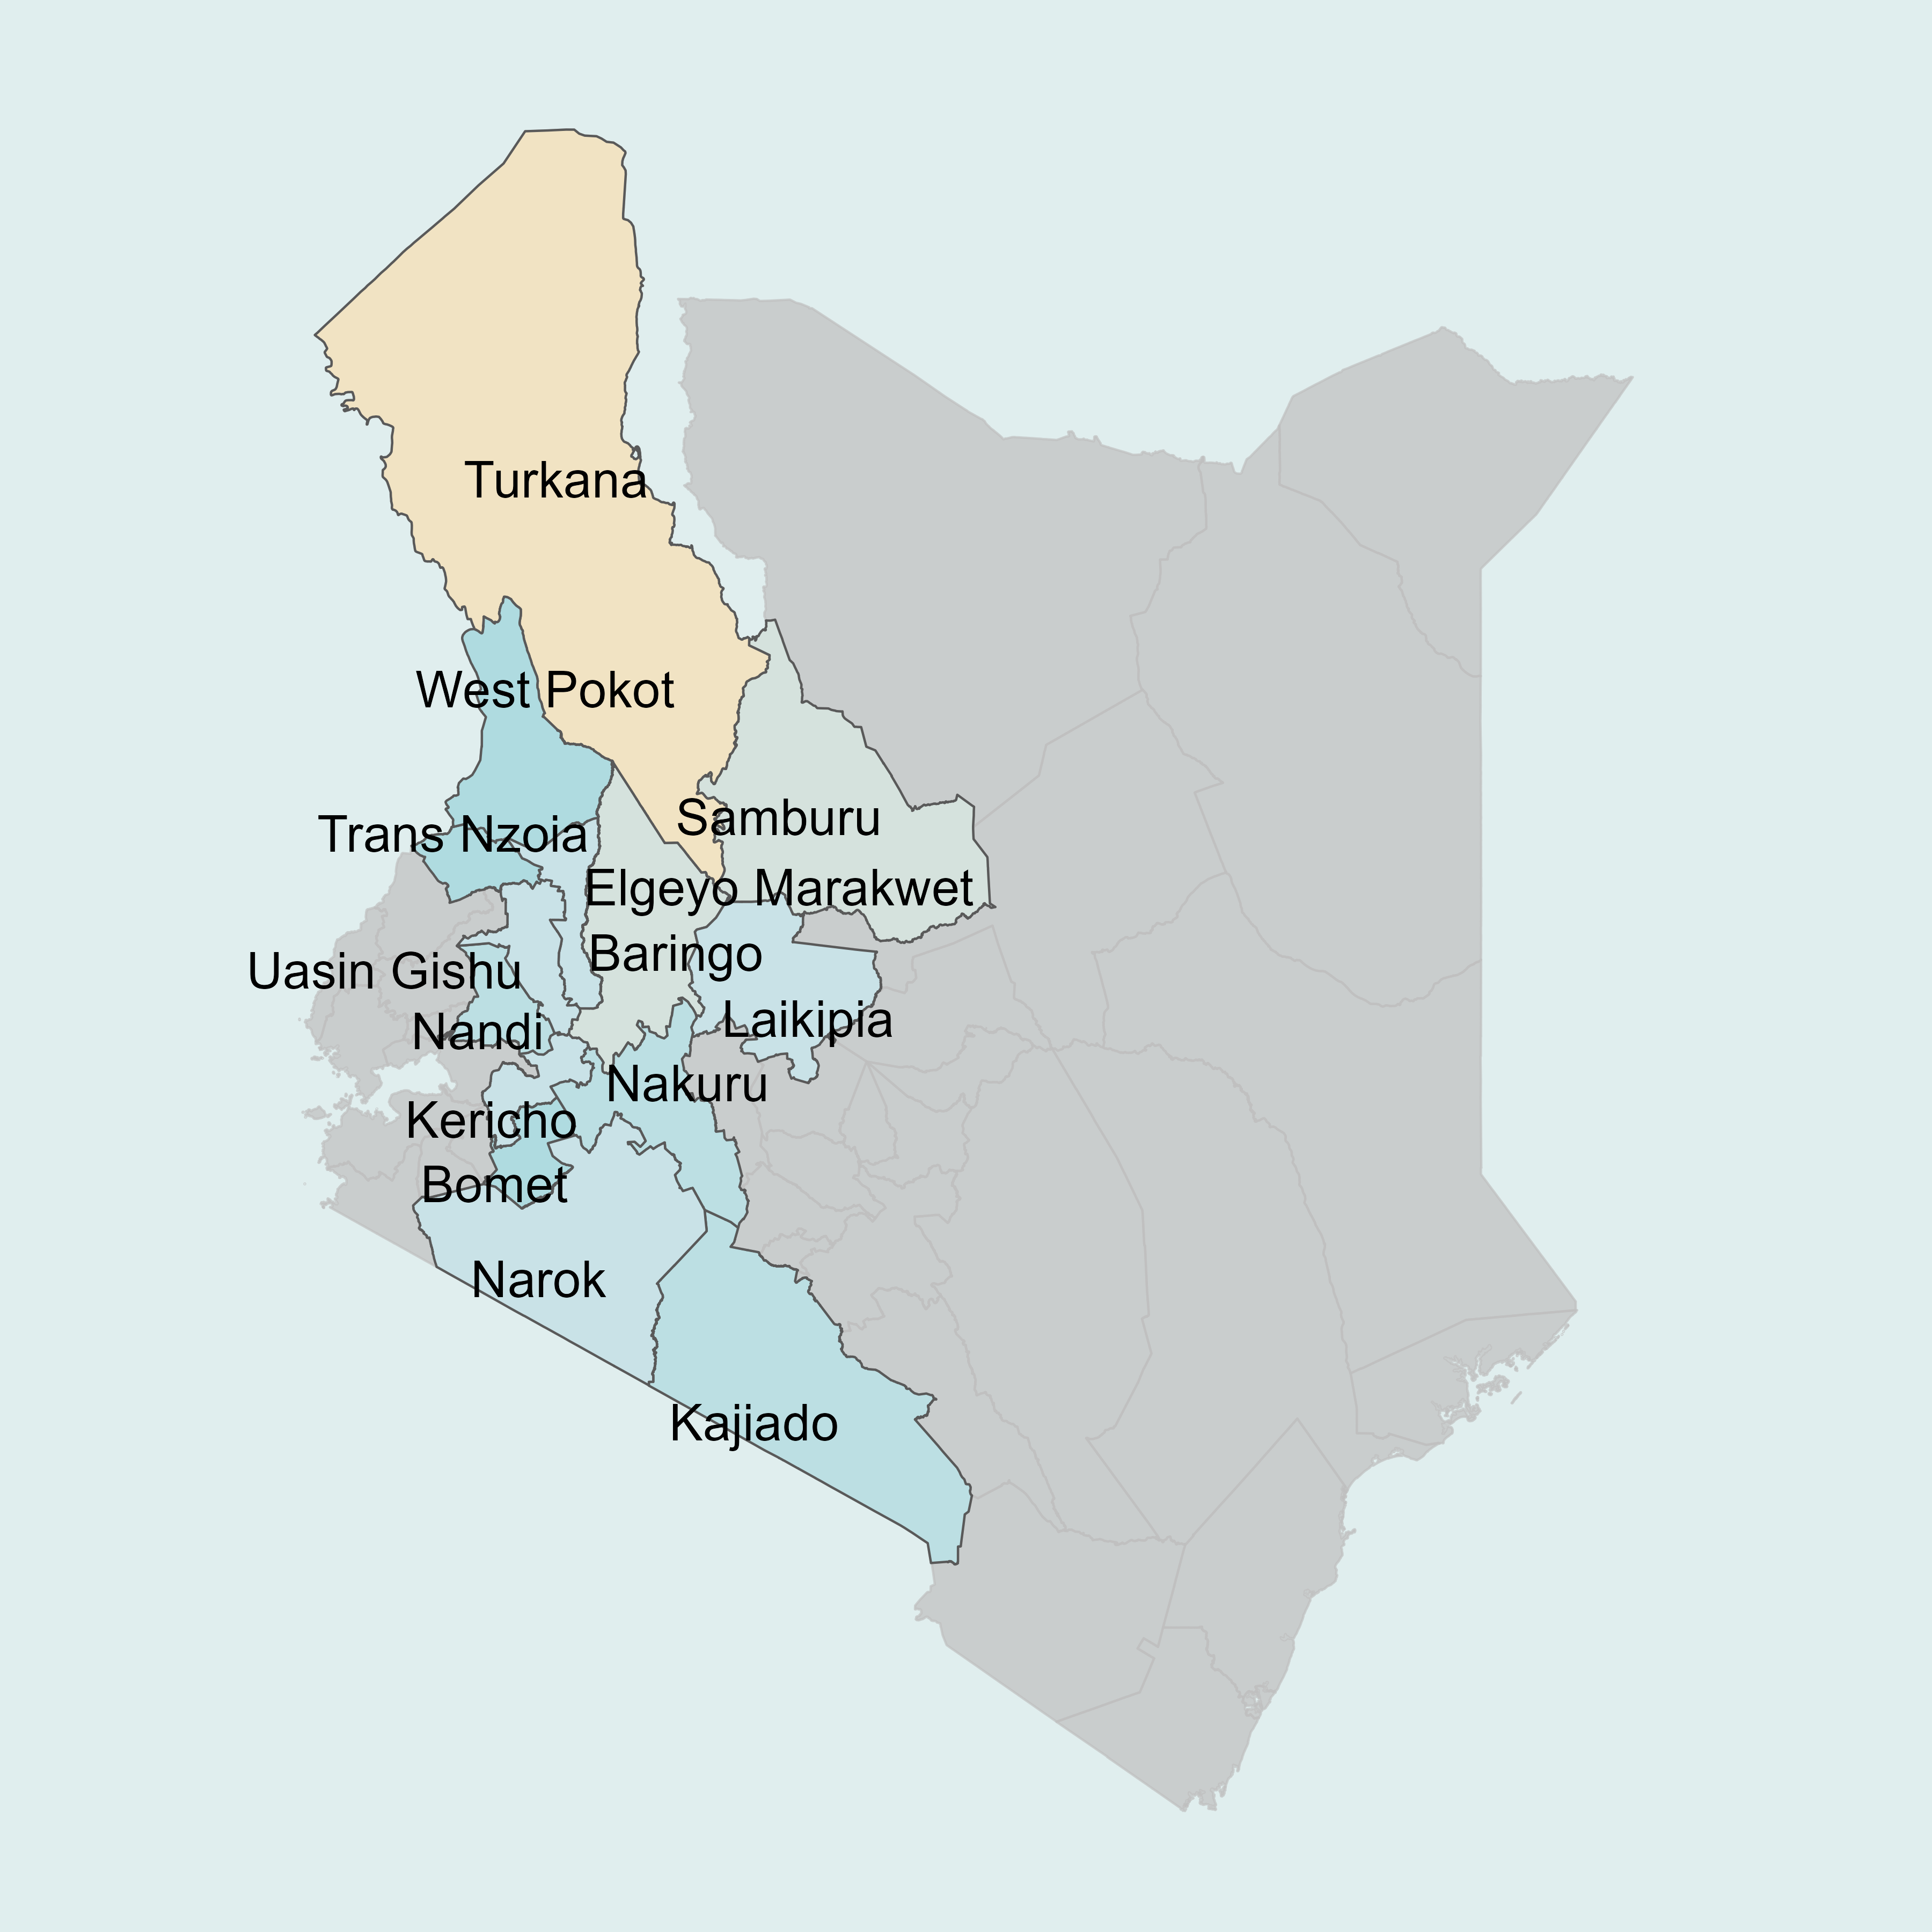 Turkana
West Pokot
Samburu
Trans Nzoia
Elgeyo Marakwet
Baringo
Uasin Gishu
Laikipia
Nandi
Nakuru
Kericho
Bomet
Narok
Kajiado